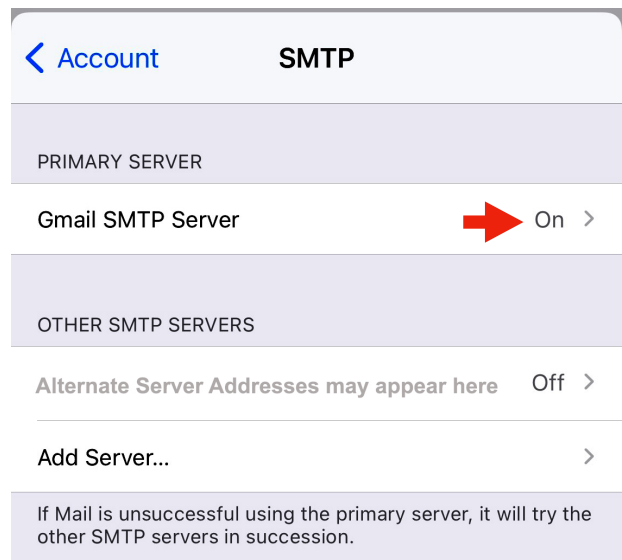 Account
SMTP
PRIMARY SERVER
Gmail SMTP Server
On
OTHER SMTP SERVERS
Alternate Server Addresses may appear here
Off
Add Server...
If Mail is unsuccessful using the primary server, it will try the
other SMTP servers in succession.